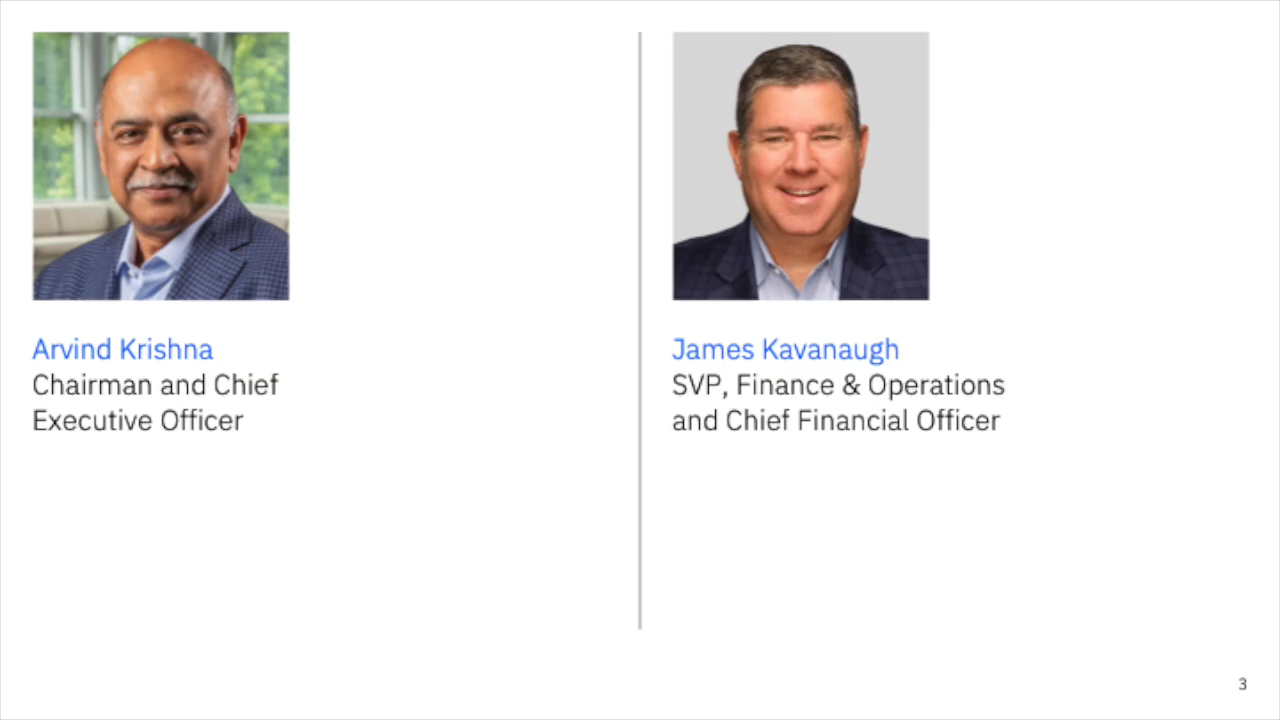 Arvind Krishna
Chairman and Chief
Executive Officer
James Kavanaugh
SVP, Finance & Operations
and Chief Financial Officer
3